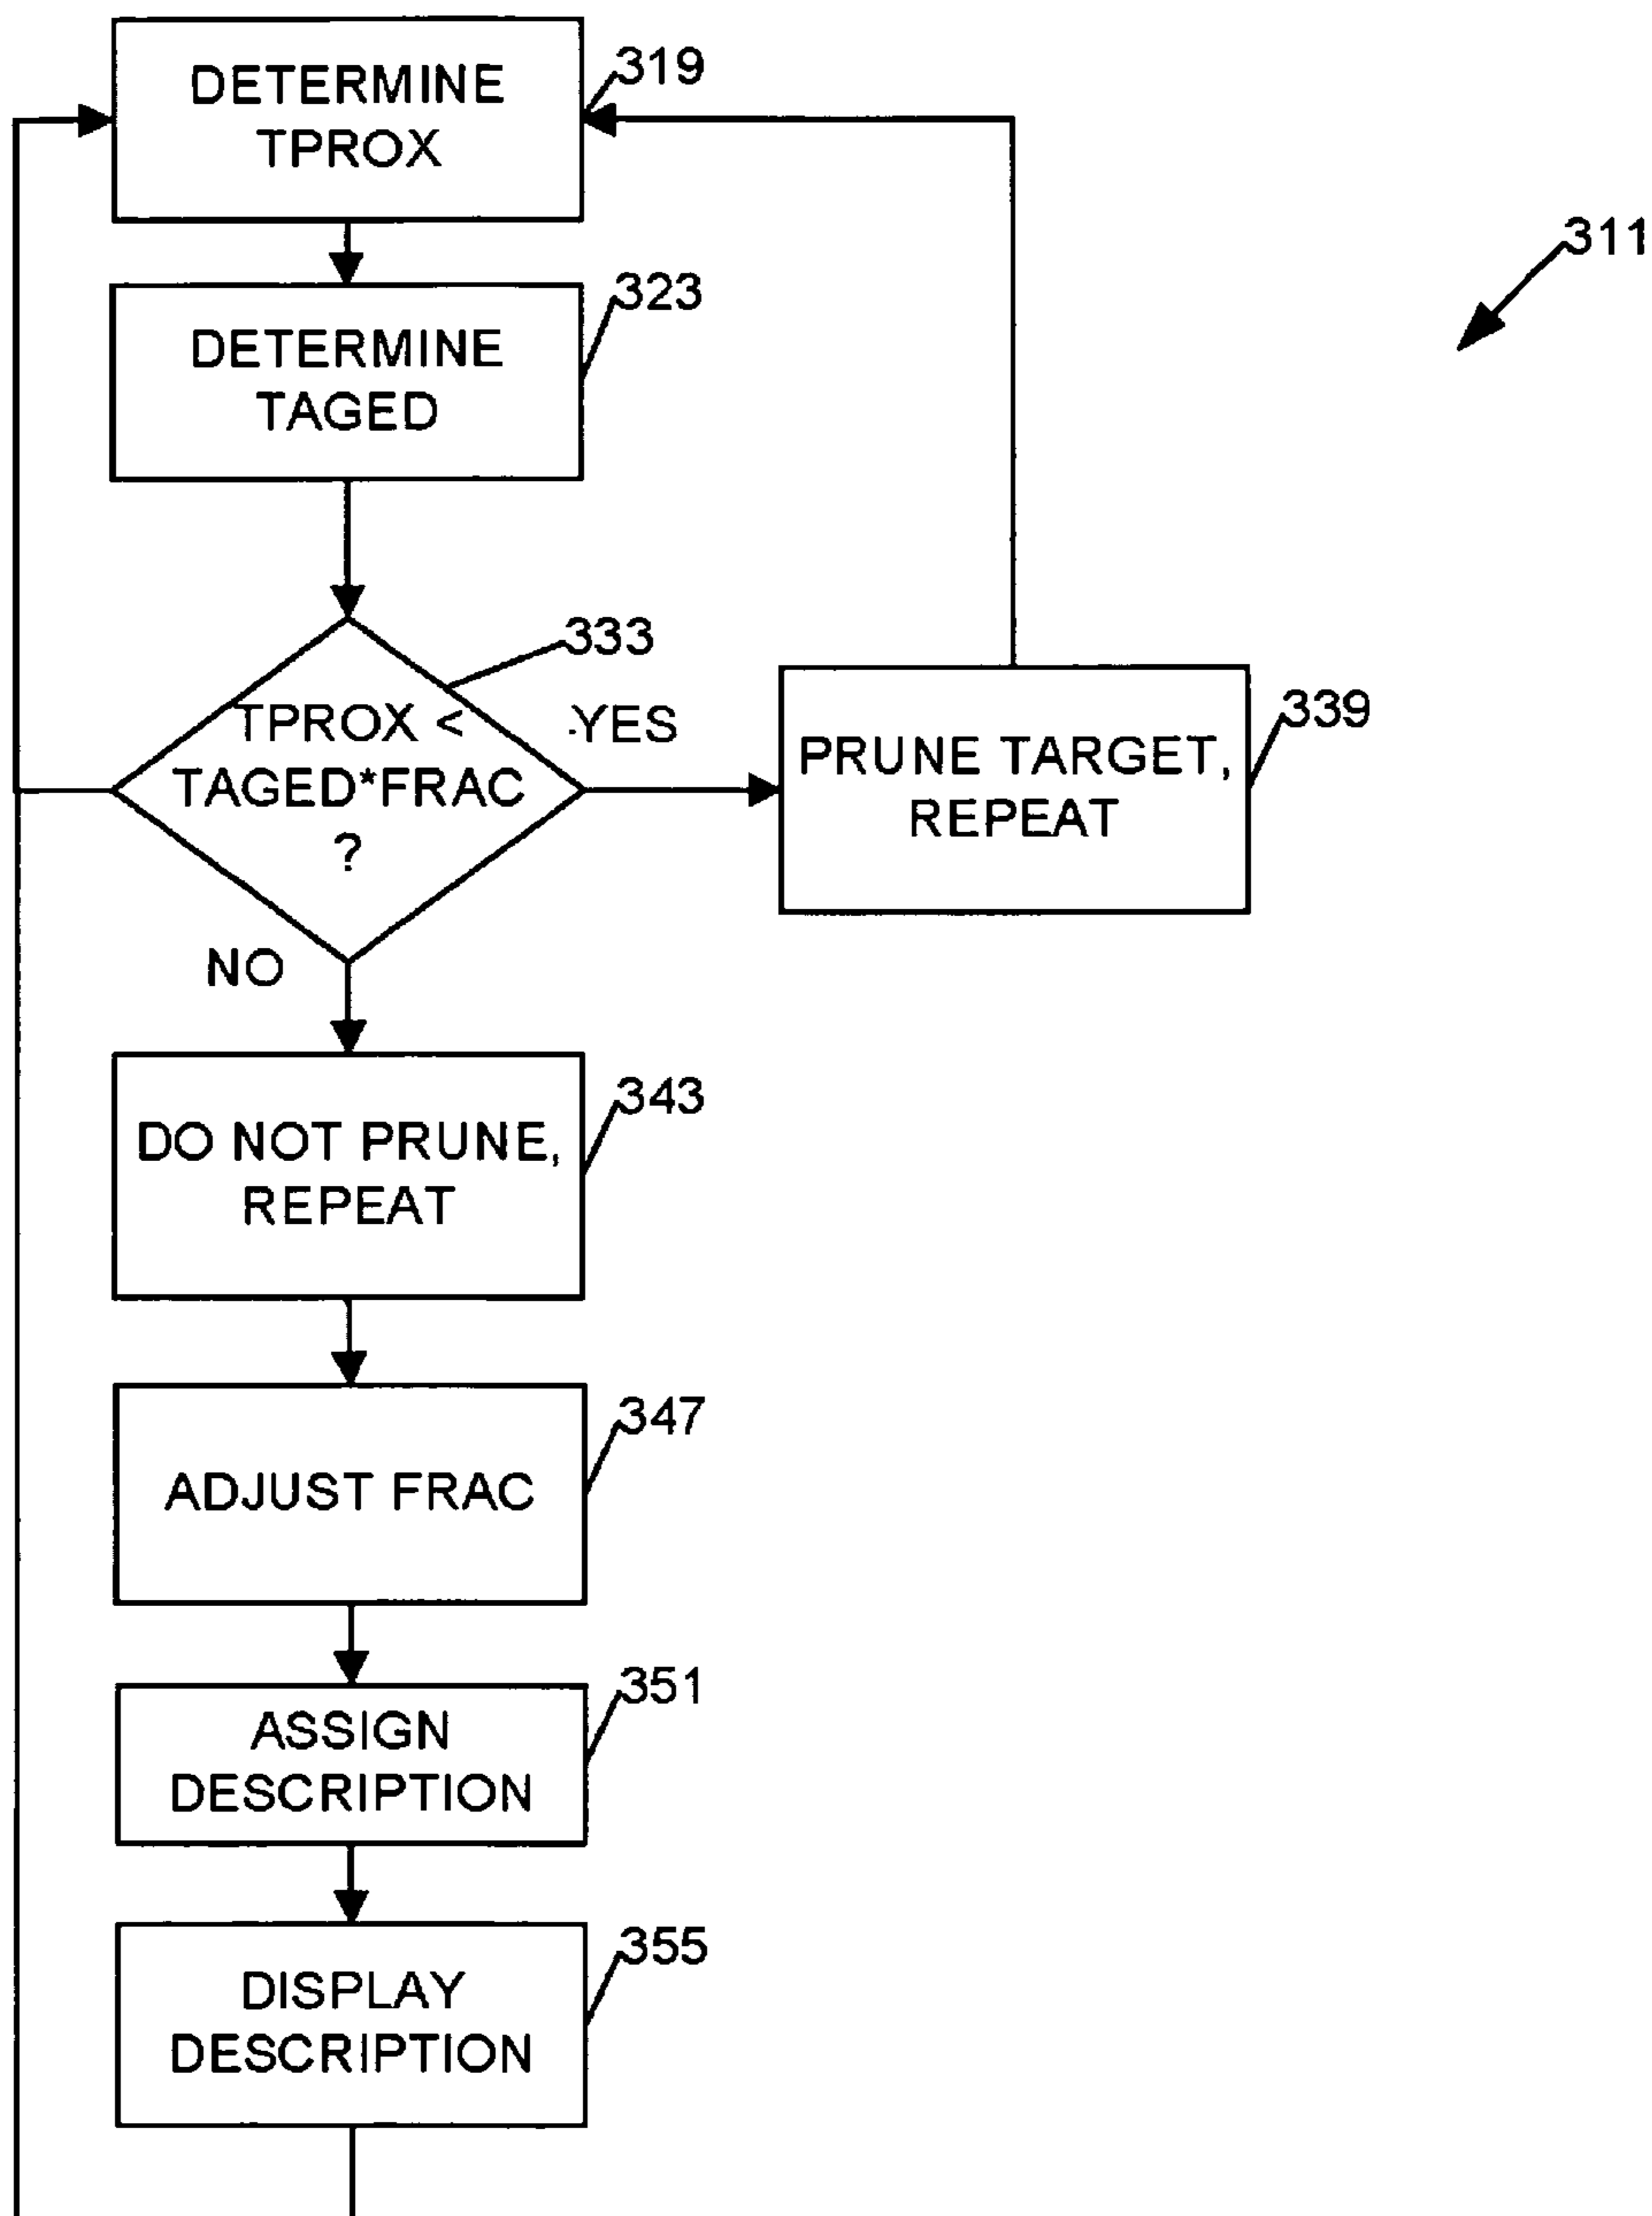 DETERMINE
TPROX
319
311
DETERMINE
TAGED
323
333
TPROX <
TAGED*FRAC
?
YES
PRUNE TARGET,
REPEAT
339
NO
DO NOT PRUNE,
REPEAT
343
ADJUST FRAC
347
ASSIGN
DESCRIPTION
351
DISPLAY
DESCRIPTION
355